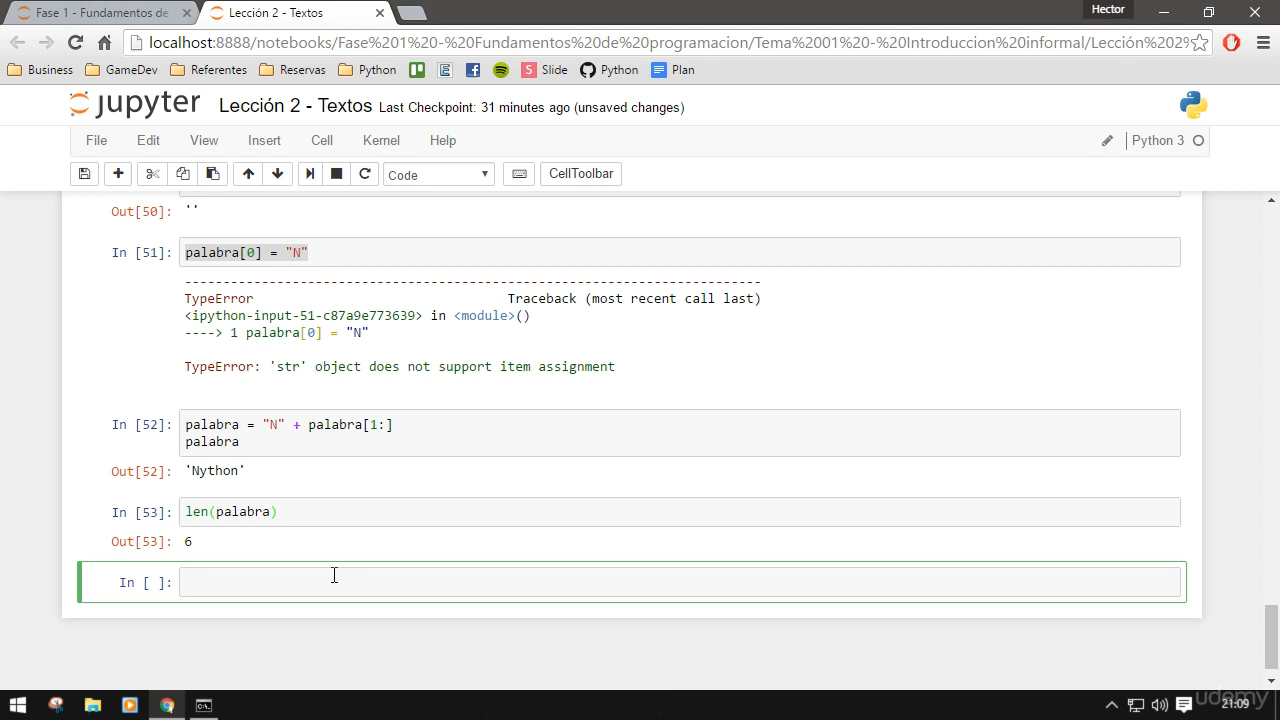 Fase 1 - Fundamentos de
Lección 2 - Textos
Hector
localhost:8888/notebooks/Fase%201%20-%20Fundamentos%20de%20programacion/Tema%2001%20-%20Introduccion%20informal/Lección%202%
Business
GameDev
Referentes
Reservas
Python
Slide
Python
Plan
jupyter
Lección 2 - Textos
Last Checkpoint: 31 minutes ago (unsaved changes)
File
Edit
View
Insert
Cell
Kernel
Help
Python 3
Code
CellToolbar
Out[50]: ''
In [51]: palabra[0] = "N"
---------------------------------------------------------------------------
TypeError Traceback (most recent call last)
<ipython-input-51-c87a9e773639> in <module>()
----> 1 palabra[0] = "N"
TypeError: 'str' object does not support item assignment
In [52]: palabra = "N" + palabra[1:]
palabra
Out[52]: 'Nython'
In [53]: len(palabra)
Out[53]: 6
In [ ]:
udemy
21:09